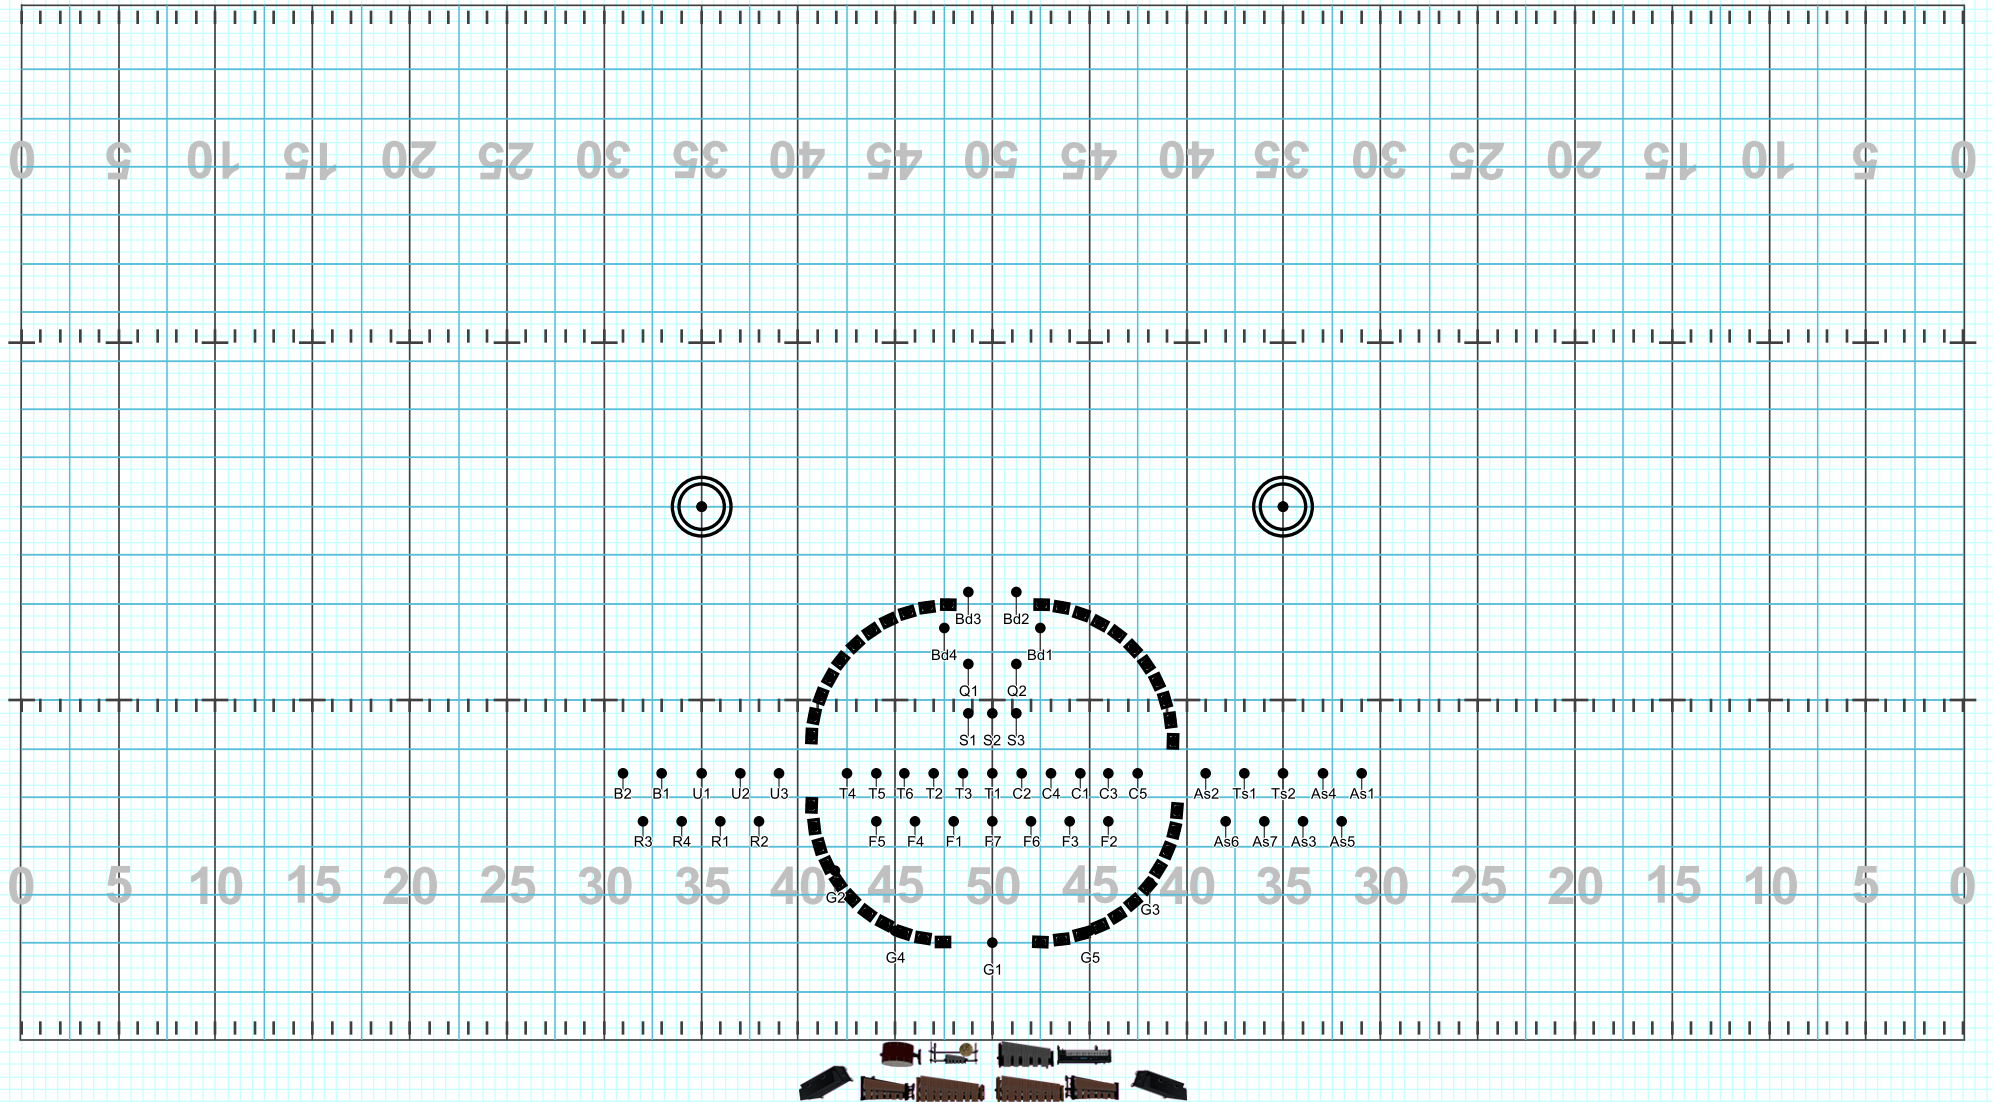 0 5 10 15 20 25 30 35 40 45 50 45 40 35 30 25 20 15 10 5 0
Bd3 Bd2
Bd4 Bd1
Q1 Q2
S1 S2 S3
B2 B1 U1 U2 U3 T4 T5 T6 T2 T3 T1 C2 C4 C1 C3 C5 As2 Ts1 Ts2 As4 As1
R3 R4 R1 R2 F5 F4 F1 F7 F6 F3 F2 As6 As7 As3 As5
0 5 10 15 20 25 30 35 40 45 50 45 40 35 30 25 20 15 10 5 0
G2 G3
G4 G1 G5